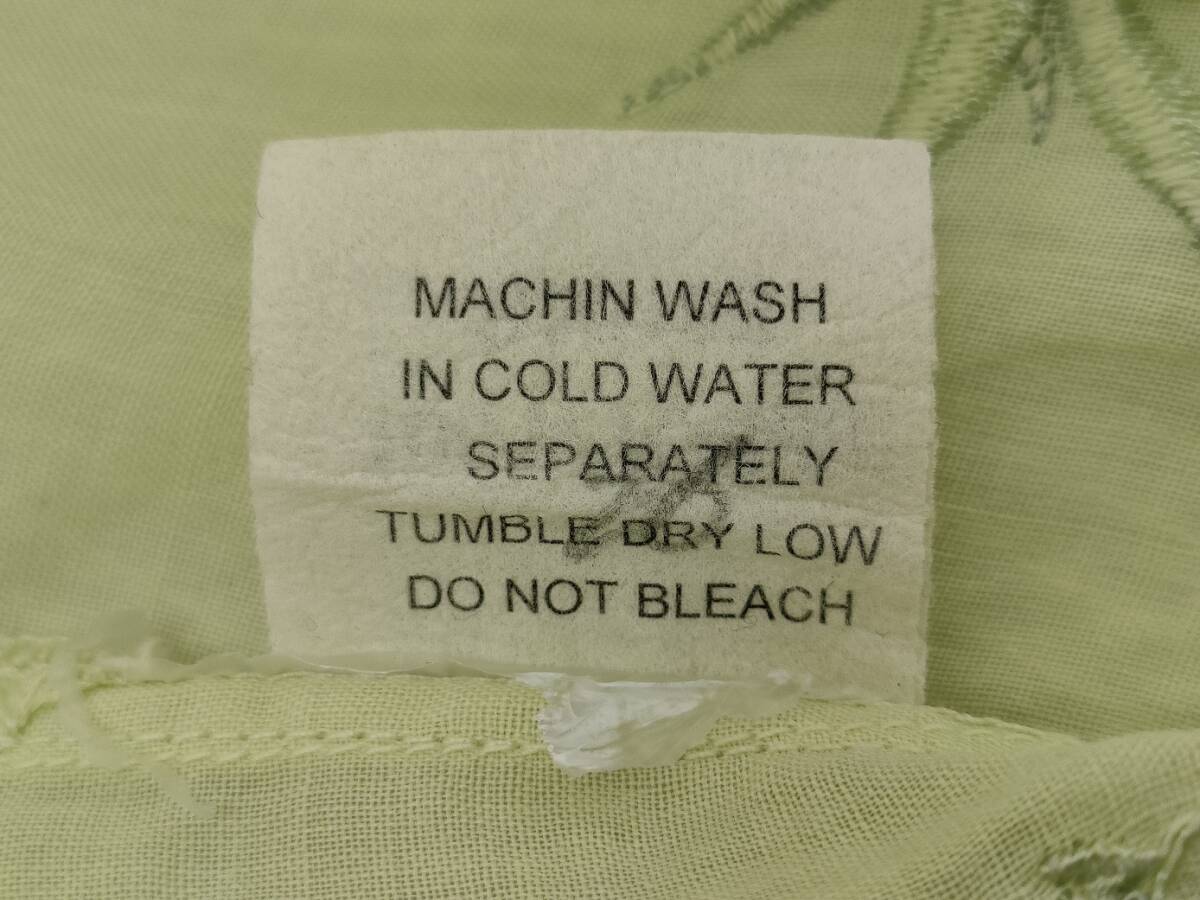 MACHIN WASH
IN COLD WATER
SEPARATELY
TUMBLE DRY LOW
DO NOT BLEACH